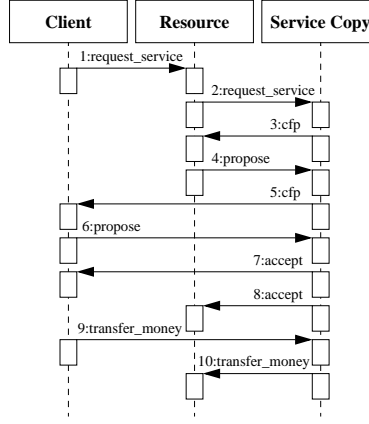 Client
Resource
Service Copy
1:request_service
2:request_service
3:cfp
4:propose
5:cfp
6:propose
7:accept
8:accept
9:transfer_money
10:transfer_money